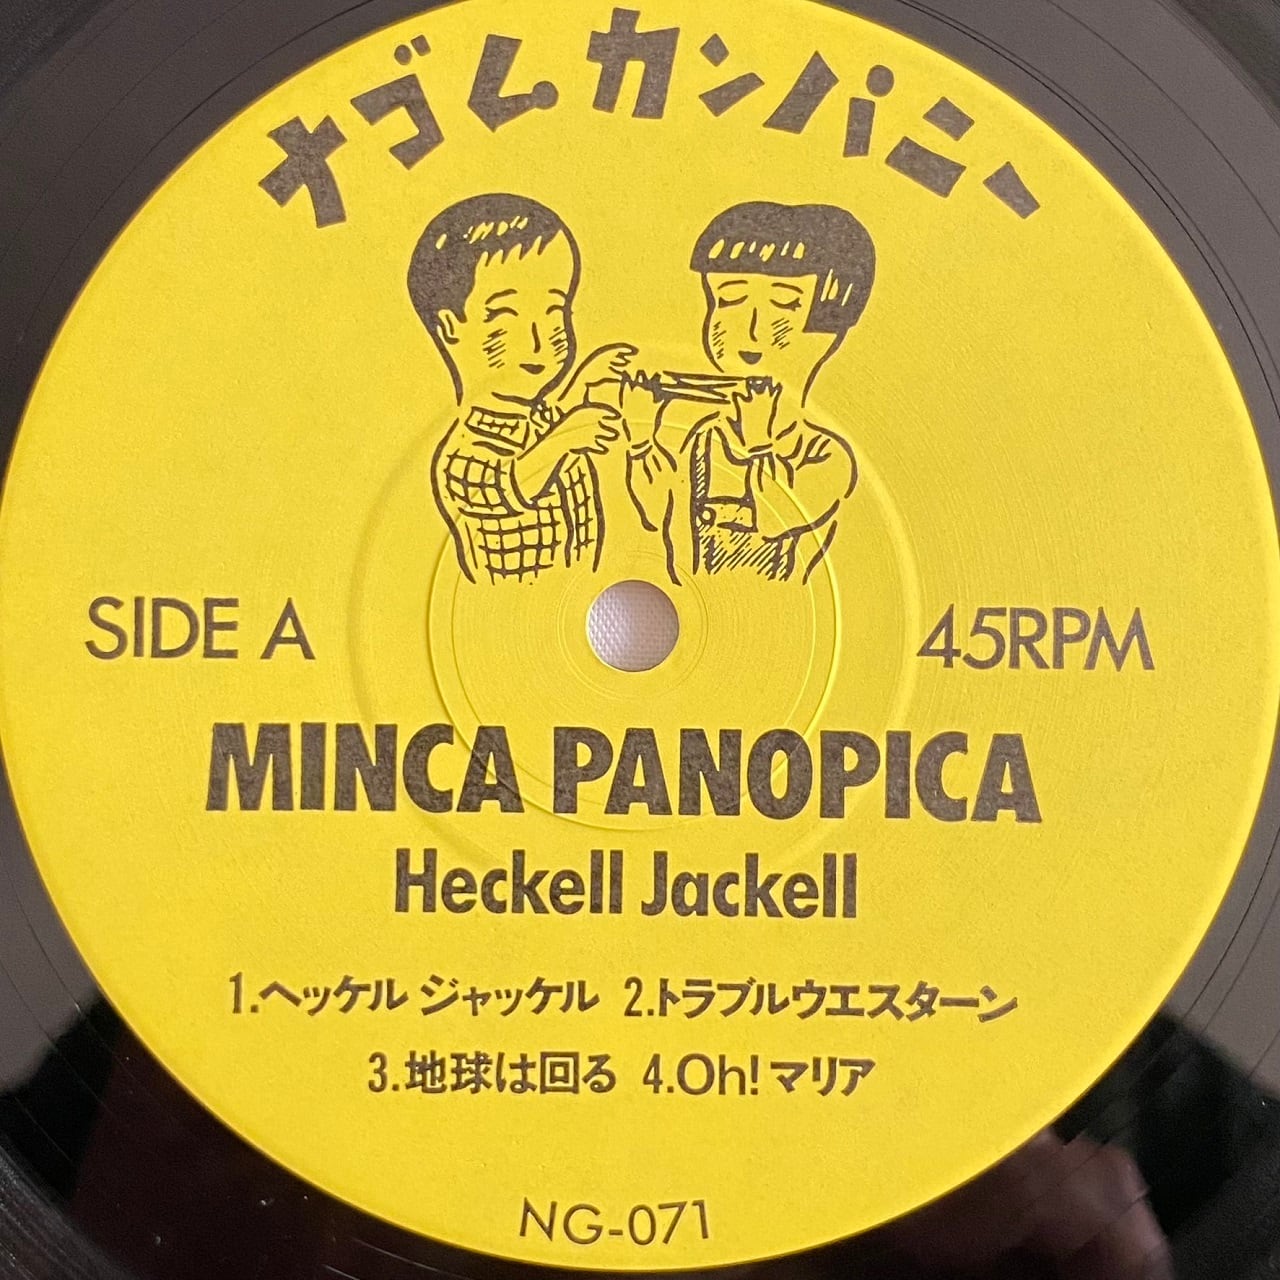 ナゴムカンパニー
SIDE A
45RPM
MINCA PANOPICA
Heckell Jackell
1.ヘッケル ジャッケル 2.トラブルウエスターン
3.地球は回る 4.Oh!マリア
NG-071